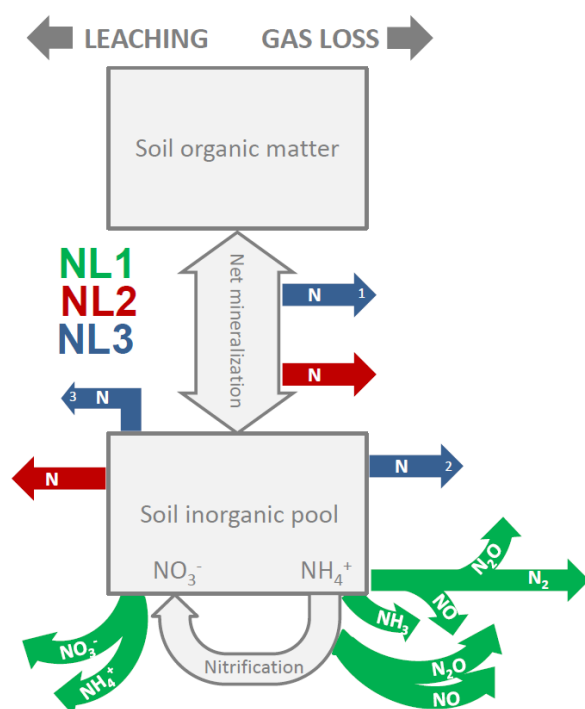 LEACHING GAS LOSS
Soil organic matter
Net mineralization
NL1
NL2
NL3
N 1
N
3 N
N
N 2
Soil inorganic pool
NO₃⁻ NH₄⁺
N₂O
N₂
NO
NH₃
NO₃⁻
NH₄⁺
Nitrification
N₂O
NO